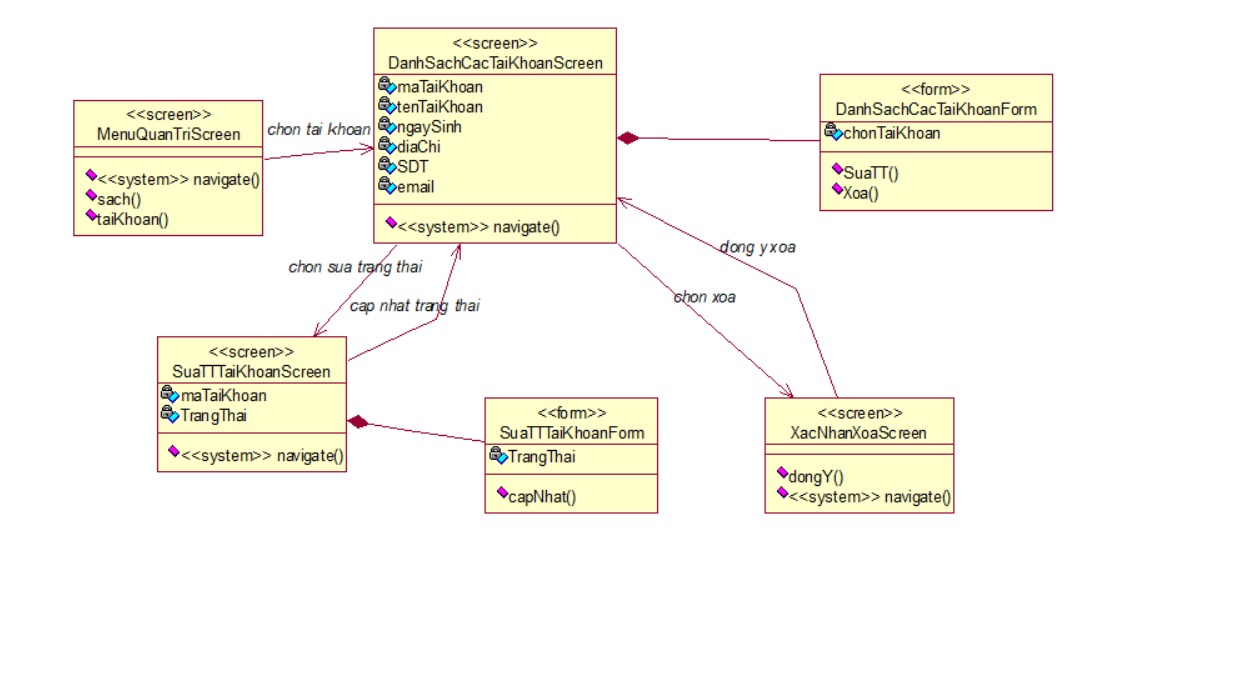 <<screen>>
DanhSachCacTaiKhoanScreen
maTaiKhoan
tenTaiKhoan
ngaySinh
diaChi
SDT
email
<<system>> navigate()
<<form>>
DanhSachCacTaiKhoanForm
chonTaiKhoan
SuaTT()
Xoa()
<<screen>>
MenuQuanTriScreen
<<system>> navigate()
sach()
taiKhoan()
chon tai khoan
chon sua trang thai
cap nhat trang thai
dong y xoa
chon xoa
<<screen>>
SuaTTTaiKhoanScreen
maTaiKhoan
TrangThai
<<system>> navigate()
<<form>>
SuaTTTaiKhoanForm
TrangThai
capNhat()
<<screen>>
XacNhanXoaScreen
dongY()
<<system>> navigate()